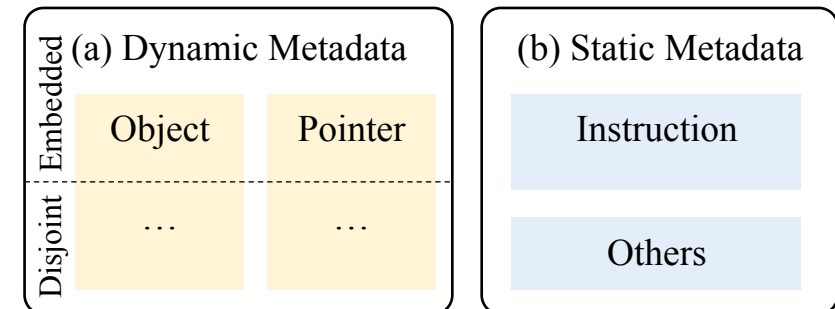 (a) Dynamic Metadata
Embedded
Object
Pointer
Disjoint
...
...
(b) Static Metadata
Instruction
Others